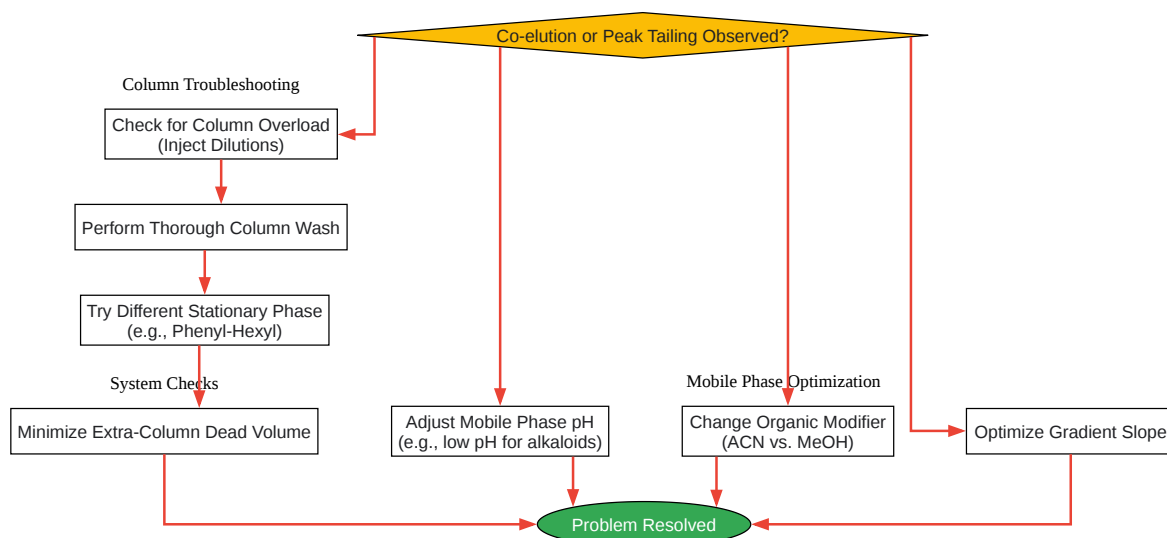 Co-elution or Peak Tailing Observed?
Column Troubleshooting
Check for Column Overload
(Inject Dilutions)
Perform Thorough Column Wash
Try Different Stationary Phase
(e.g., Phenyl-Hexyl)
System Checks
Minimize Extra-Column Dead Volume
Adjust Mobile Phase pH
(e.g., low pH for alkaloids)
Mobile Phase Optimization
Change Organic Modifier
(ACN vs. MeOH)
Optimize Gradient Slope
Problem Resolved